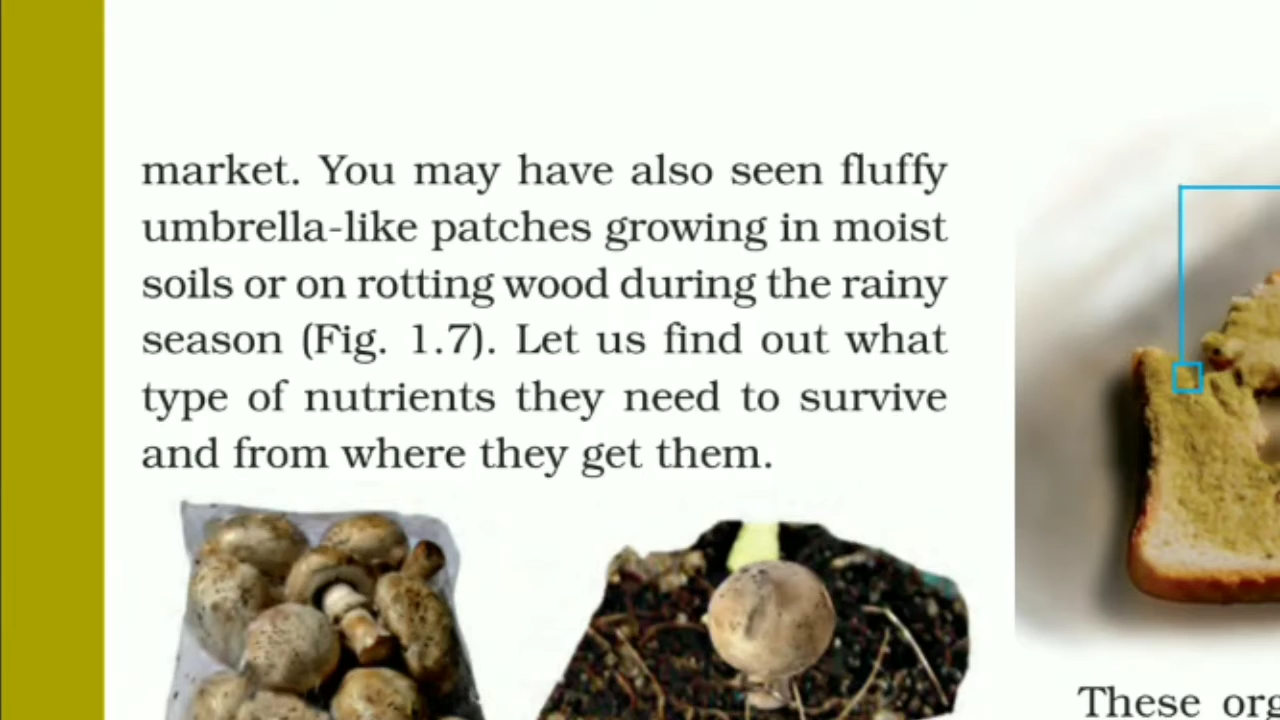 market. You may have also seen fluffy
umbrella-like patches growing in moist
soils or on rotting wood during the rainy
season (Fig. 1.7). Let us find out what
type of nutrients they need to survive
and from where they get them.
These